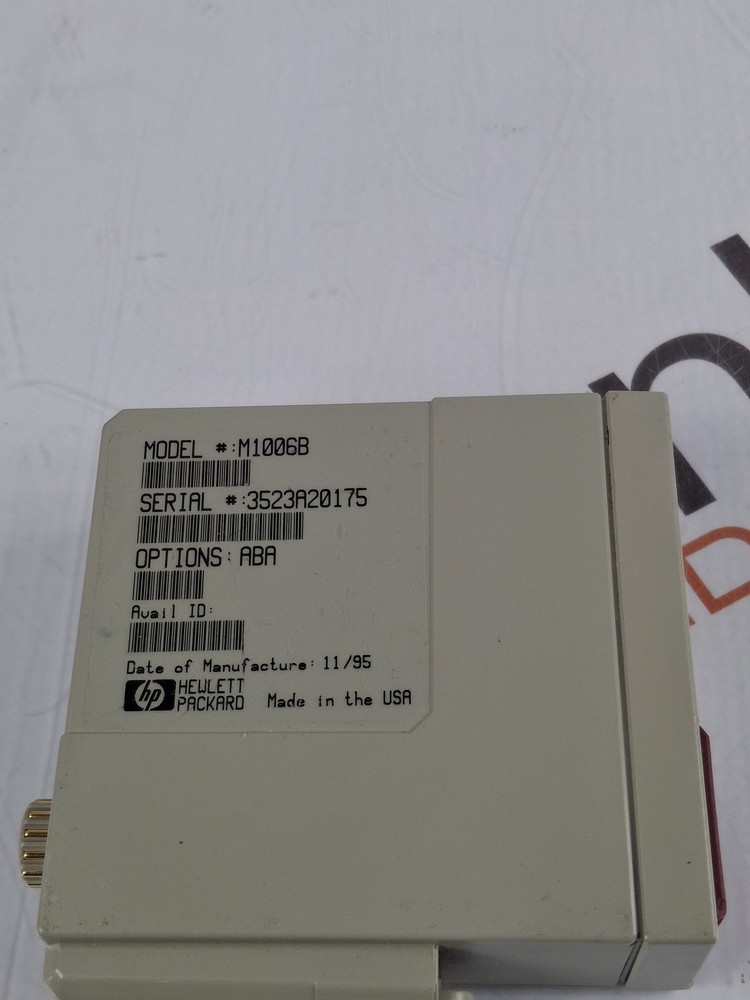 MODEL #:M1006B
SERIAL #:3523A20175
OPTIONS: ABA
Avail ID:
Date of Manufacture: 11/95
hp HEWLETT PACKARD
Made in the USA